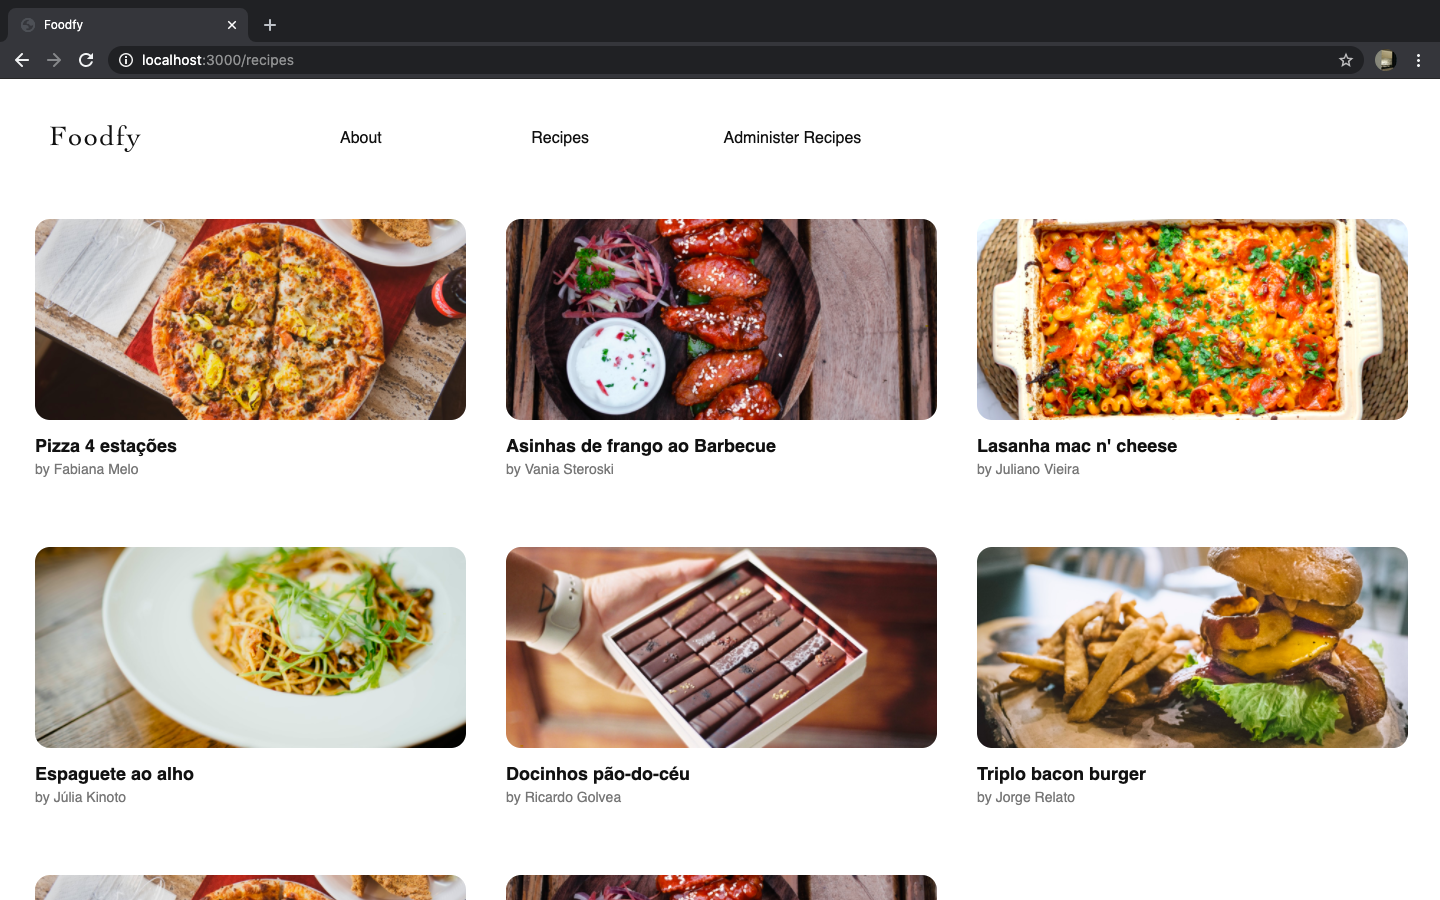 Foodfy
localhost:3000/recipes
Foodfy
About
Recipes
Administer Recipes
Pizza 4 estações
by Fabiana Melo
Asinhas de frango ao Barbecue
by Vania Steroski
Lasanha mac n' cheese
by Juliano Vieira
Espaguete ao alho
by Júlia Kinoto
Docinhos pão-do-céu
by Ricardo Golvea
Triplo bacon burger
by Jorge Relato